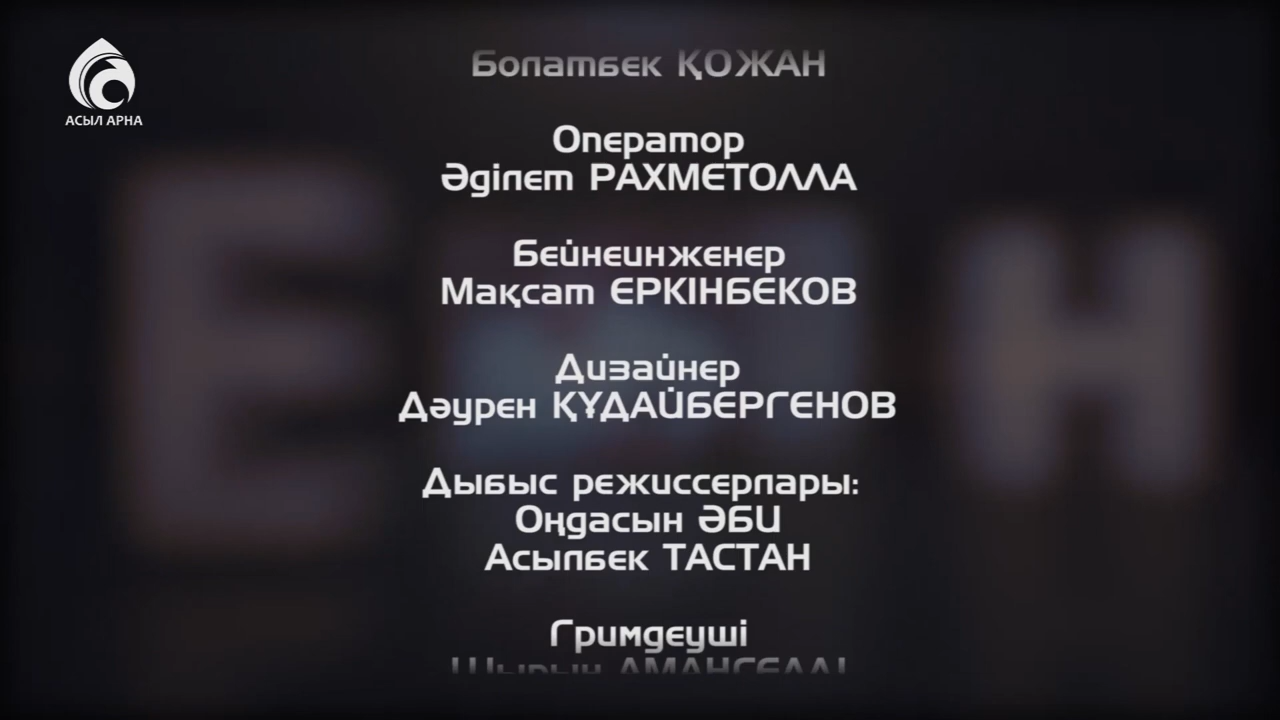 АСЫЛ АРНА
Болатбек ҚОЖАН
Оператор
Әділет РАХМЕТОЛЛА
Бейнеинженер
Мақсат ЕРКІНБЕКОВ
Дизайнер
Дәурен ҚҰДАЙБЕРГЕНОВ
Дыбыс режиссерлары:
Оңдасын ӘБИ
Асылбек ТАСТАН
Гримдеуші